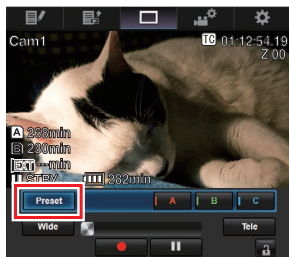 Cam1
TC 01:12:54.19
Z 00
A 268min
B 230min
EXT ---min
STBY 282min
Preset A B C
Wide Tele